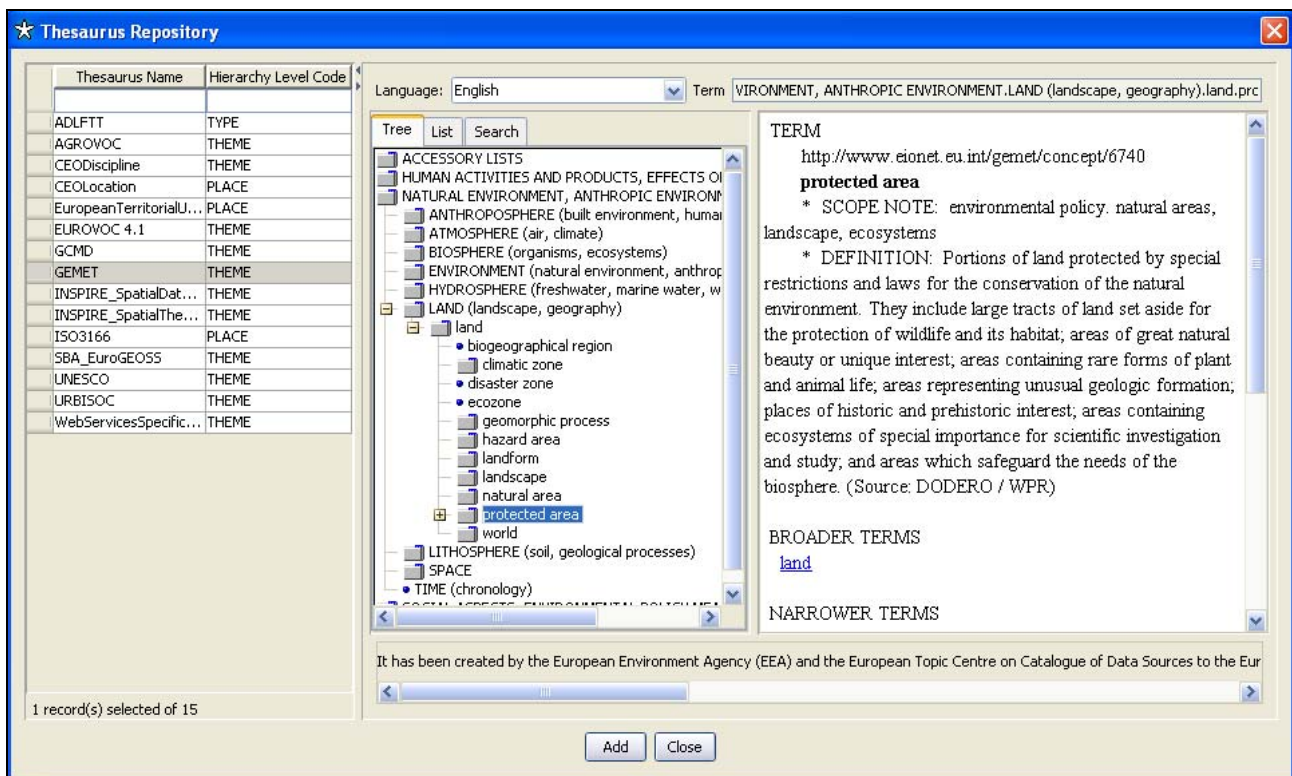 Thesaurus Repository
Thesaurus Name Hierarchy Level Code
ADLFTT TYPE
AGROVOC THEME
CEODiscipline THEME
CEOLocation PLACE
EuropeanTerritorialU... PLACE
EUROVOC 4.1 THEME
GCMD THEME
GEMET THEME
INSPIRE_SpatialDat... THEME
INSPIRE_SpatialThe... THEME
ISO3166 PLACE
SBA_EuroGEOSS THEME
UNESCO THEME
URBISOC THEME
WebServicesSpecific... THEME
1 record(s) selected of 15
Language: English Term VIRONMENT, ANTHROPIC ENVIRONMENT.LAND (landscape, geography).land.prc
Tree List Search
ACCESSORY LISTS
HUMAN ACTIVITIES AND PRODUCTS, EFFECTS O
NATURAL ENVIRONMENT, ANTHROPIC ENVIRONM
ANTHROPOSPHERE (built environment, human
ATMOSPHERE (air, climate)
BIOSPHERE (organisms, ecosystems)
ENVIRONMENT (natural environment, anthrop
HYDROSPHERE (freshwater, marine water, w
LAND (landscape, geography)
land
biogeographical region
climatic zone
disaster zone
ecozone
geomorphic process
hazard area
landform
landscape
natural area
protected area
world
LITHOSPHERE (soil, geological processes)
SPACE
TIME (chronology)
SOCIAL ASPECTS, ENVIRONMENTAL POLICY MEA
TERM
http://www.eionet.eu.int/gemet/concept/6740
protected area
* SCOPE NOTE: environmental policy. natural areas,
landscape, ecosystems
* DEFINITION: Portions of land protected by special
restrictions and laws for the conservation of the natural
environment. They include large tracts of land set aside for
the protection of wildlife and its habitat; areas of great natural
beauty or unique interest; areas containing rare forms of plant
and animal life; areas representing unusual geologic formation;
places of historic and prehistoric interest; areas containing
ecosystems of special importance for scientific investigation
and study; and areas which safeguard the needs of the
biosphere. (Source: DODERO / WPR)
BROADER TERMS
land
NARROWER TERMS
It has been created by the European Environment Agency (EEA) and the European Topic Centre on Catalogue of Data Sources to the Eur
Add Close